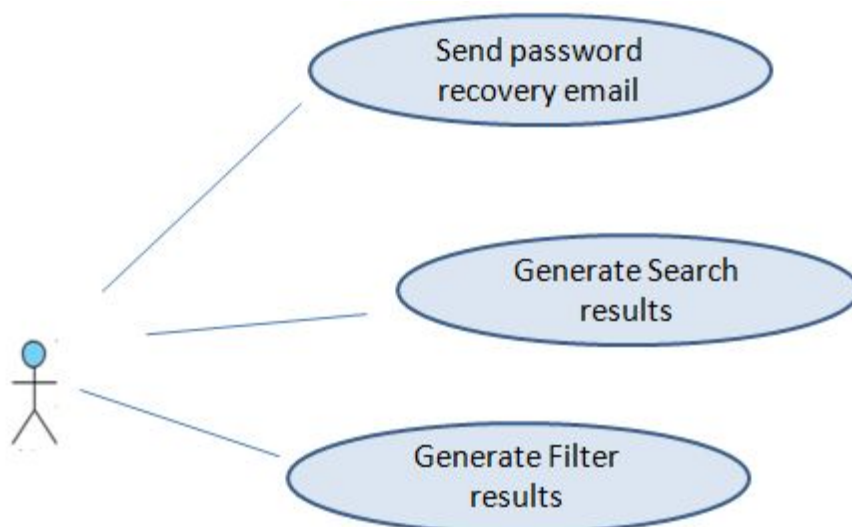 Send password
recovery email
Generate Search
results
Generate Filter
results